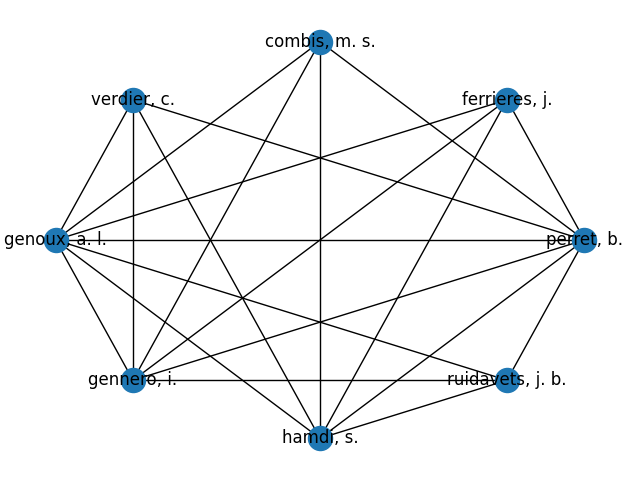 combis, m. s.
verdier, c.
ferrieres, j.
genoux, a. l.
perret, b.
gennero, i.
ruidavets, j. b.
hamdi, s.